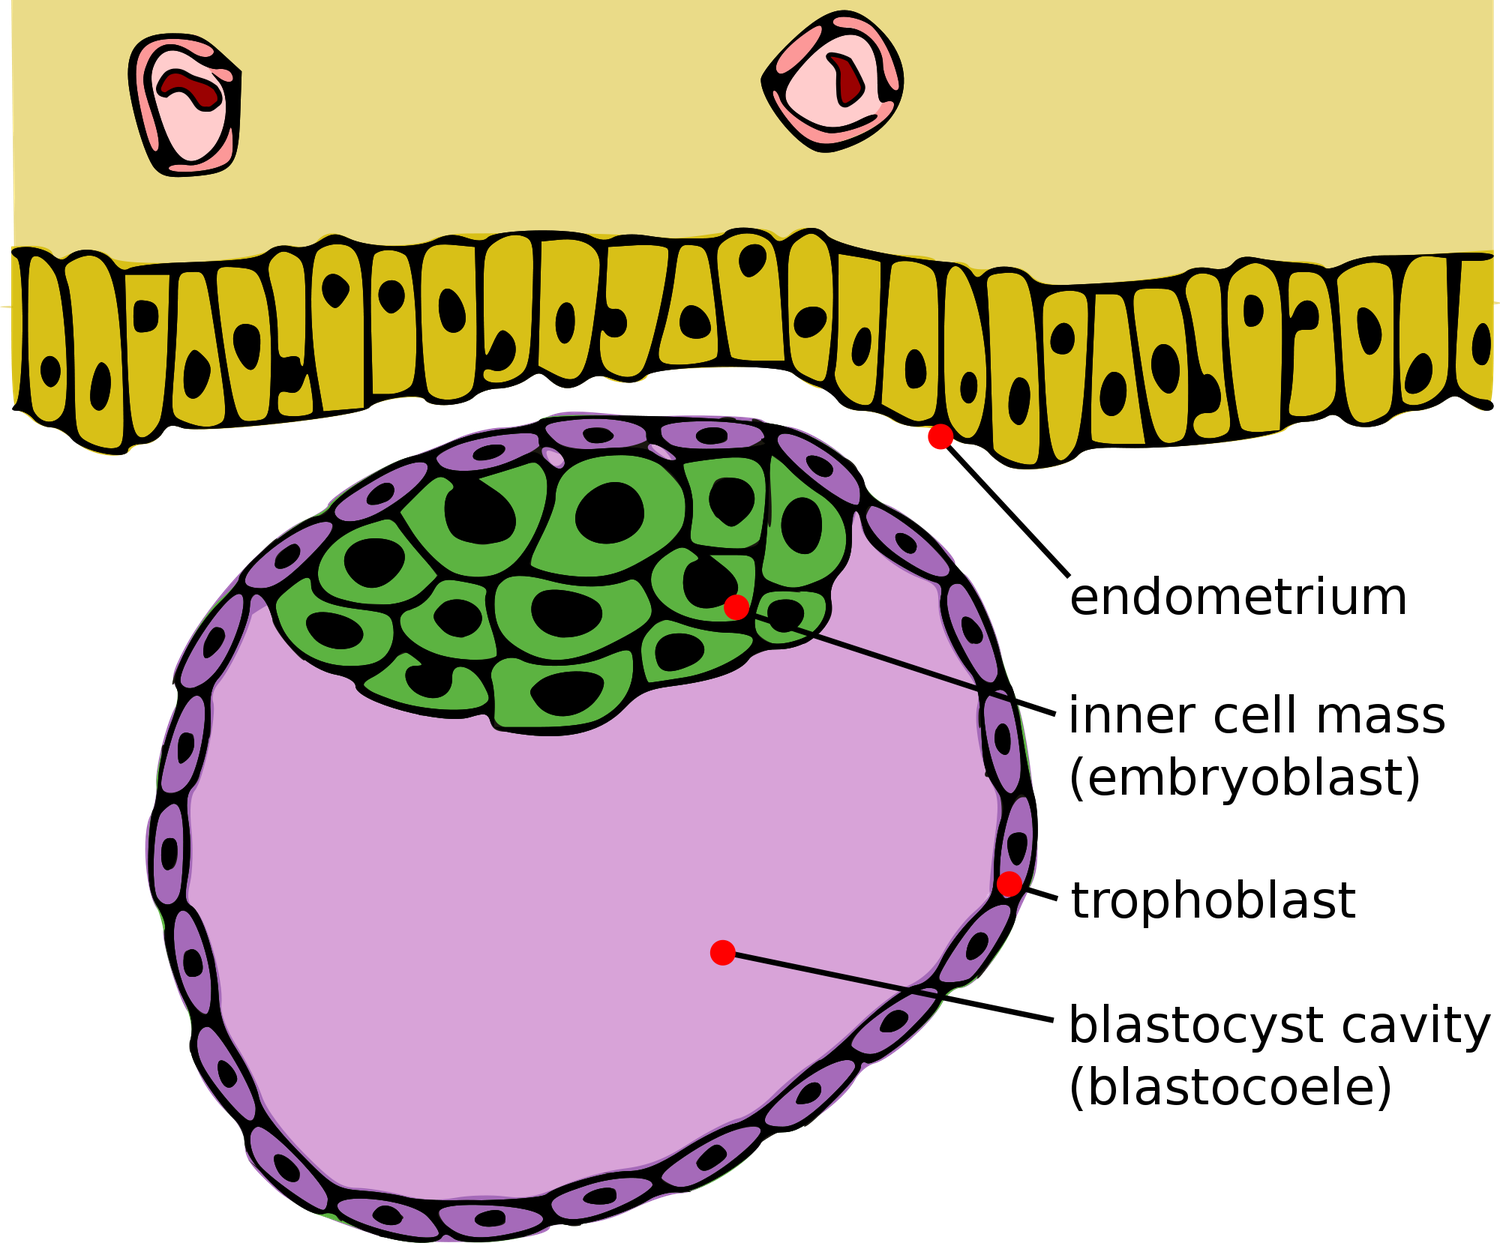 endometrium
inner cell mass
(embryoblast)
trophoblast
blastocyst cavity
(blastocoele)